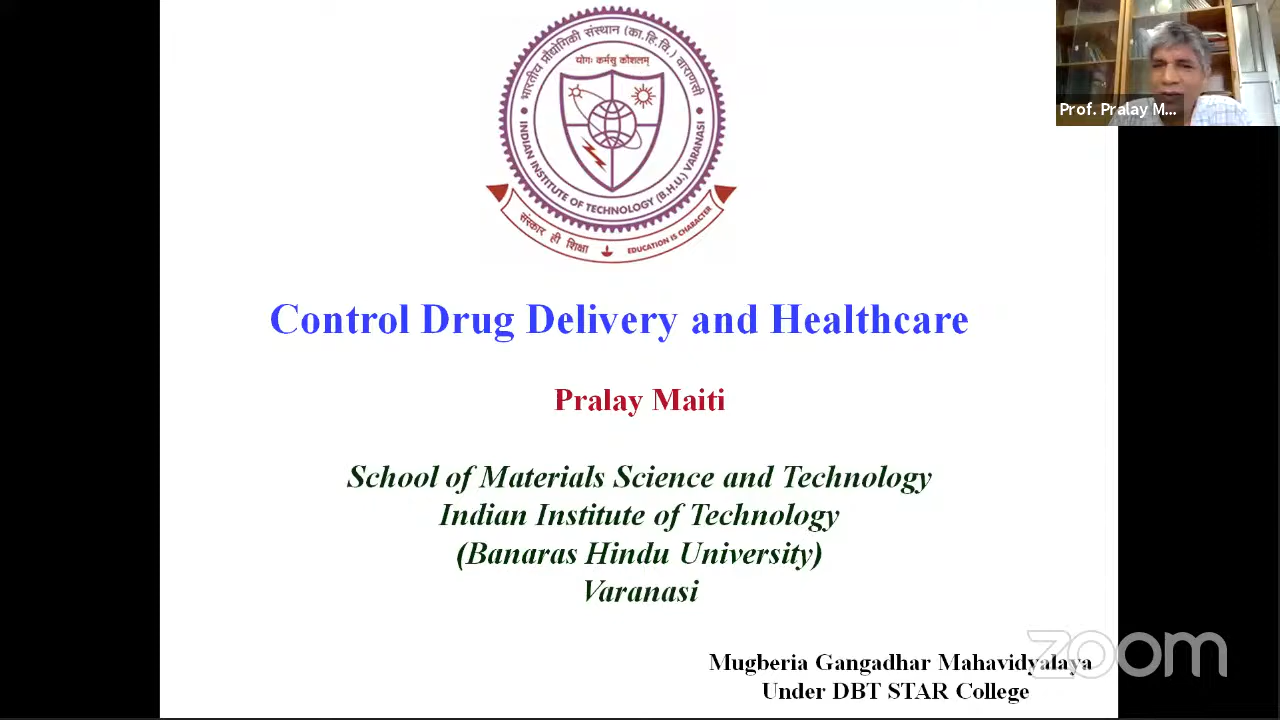 भारतीय प्रौद्योगिकी संस्थान (का.हि.वि.) वाराणसी
योगः कर्मसु कौशलम्
INDIAN INSTITUTE OF TECHNOLOGY (B.H.U.) VARANASI
संस्कार ही शिक्षा
EDUCATION IS CHARACTER
Prof. Pralay M...
Control Drug Delivery and Healthcare
Pralay Maiti
School of Materials Science and Technology
Indian Institute of Technology
(Banaras Hindu University)
Varanasi
Mugberia Gangadhar Mahavidyalaya
Under DBT STAR College
zoom